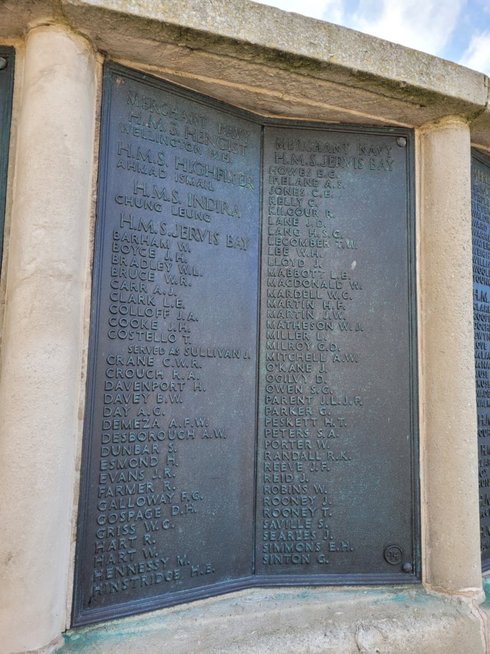 MERCHANT NAVY
H.M.S. HENGIST
WELLINGTON M.E.
H.M.S. HIGHFLYER
AHMAD ISMAIL
H.M.S. INDIRA
CHUNG LEUNG
H.M.S. JERVIS BAY
BARHAM W.
BOYCE J.H.
BRADLEY W.L.
BRUCE W.R.
CARR A.J.
CLARK L.E.
COLLOFF J.A.
COOKE J.H.
COSTELLO T.
SERVED AS SULLIVAN J.
CRANE C.W.R.
CROUCH R.A.
DAVENPORT H.
DAVEY B.W.
DAY A.G.
DEMEZA A.F.W.
DESBOROUGH A.W.
DUNBAR S.
ESMOND H.
EVANS J.R.
FARMER R.
GALLOWAY F.G.
GOSPAGE D.H.
GRISS W.G.
HART R.
HART W.
HENNESSY M.
HINSTRIDGE H.E.
MERCHANT NAVY
H.M.S. JERVIS BAY
HOWES E.G.
IRELAND A.S.
JONES C.E.
KELLY C.
KILGOUR R.
LANE J.D.
LANG H.S.G.
LECOMBER T.W.
LEE W.H.
LLOYD J.
MABBOTT L.E.
MACDONALD W.
MARDELL W.G.
MARTIN H.H.
MARTIN J.W.
MATHESON W.J.
MILLER L.
MILROY G.D.
MITCHELL A.W.
O'KANE J.
OGILVY D.
OWEN S.G.
PARENT J.L.J.P.
PARKER G.
PESKETT H.T.
PETERS S.A.
PORTER W.
RANDALL R.K.
REEVE J.H.
REID J.
ROBINS W.
ROONEY J.
ROONEY T.
SAVILLE S.
SEARLES J.
SIMMONS E.H.
SINTON G.